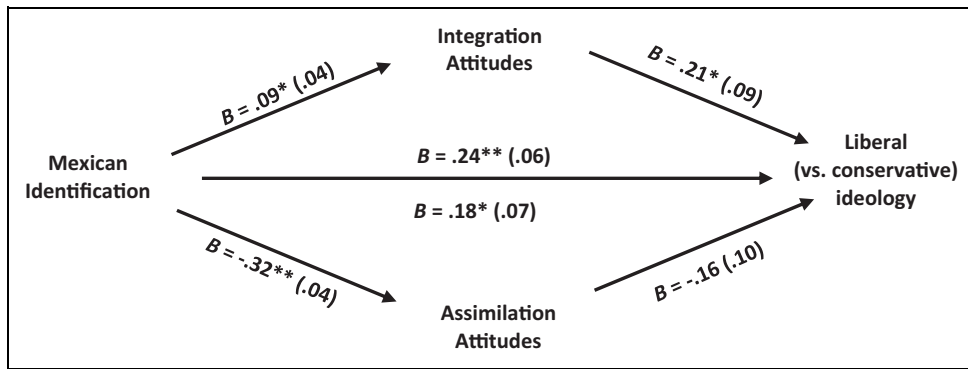 Integration
Attitudes
B = .09* (.04)
B = .21* (.09)
Mexican
Identification
B = .24** (.06)
B = .18* (.07)
Liberal
(vs. conservative)
ideology
B = -.32** (.04)
B = -.16 (.10)
Assimilation
Attitudes